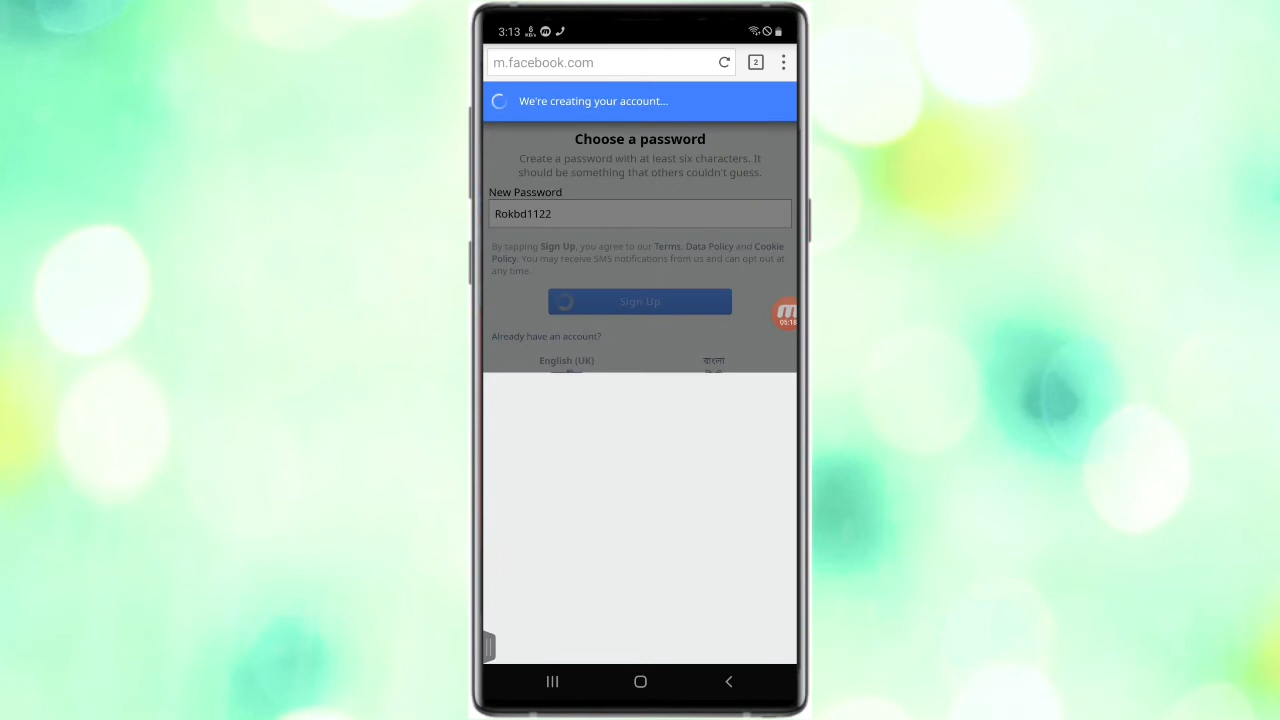 3:13
m.facebook.com
2
We're creating your account...
Choose a password
Create a password with at least six characters. It
should be something that others couldn't guess.
New Password
Rokbd1122
By tapping Sign Up, you agree to our Terms, Data Policy and Cookie
Policy. You may receive SMS notifications from us and can opt out at
any time.
Sign Up
05:18
Already have an account?
English (UK)
বাংলা